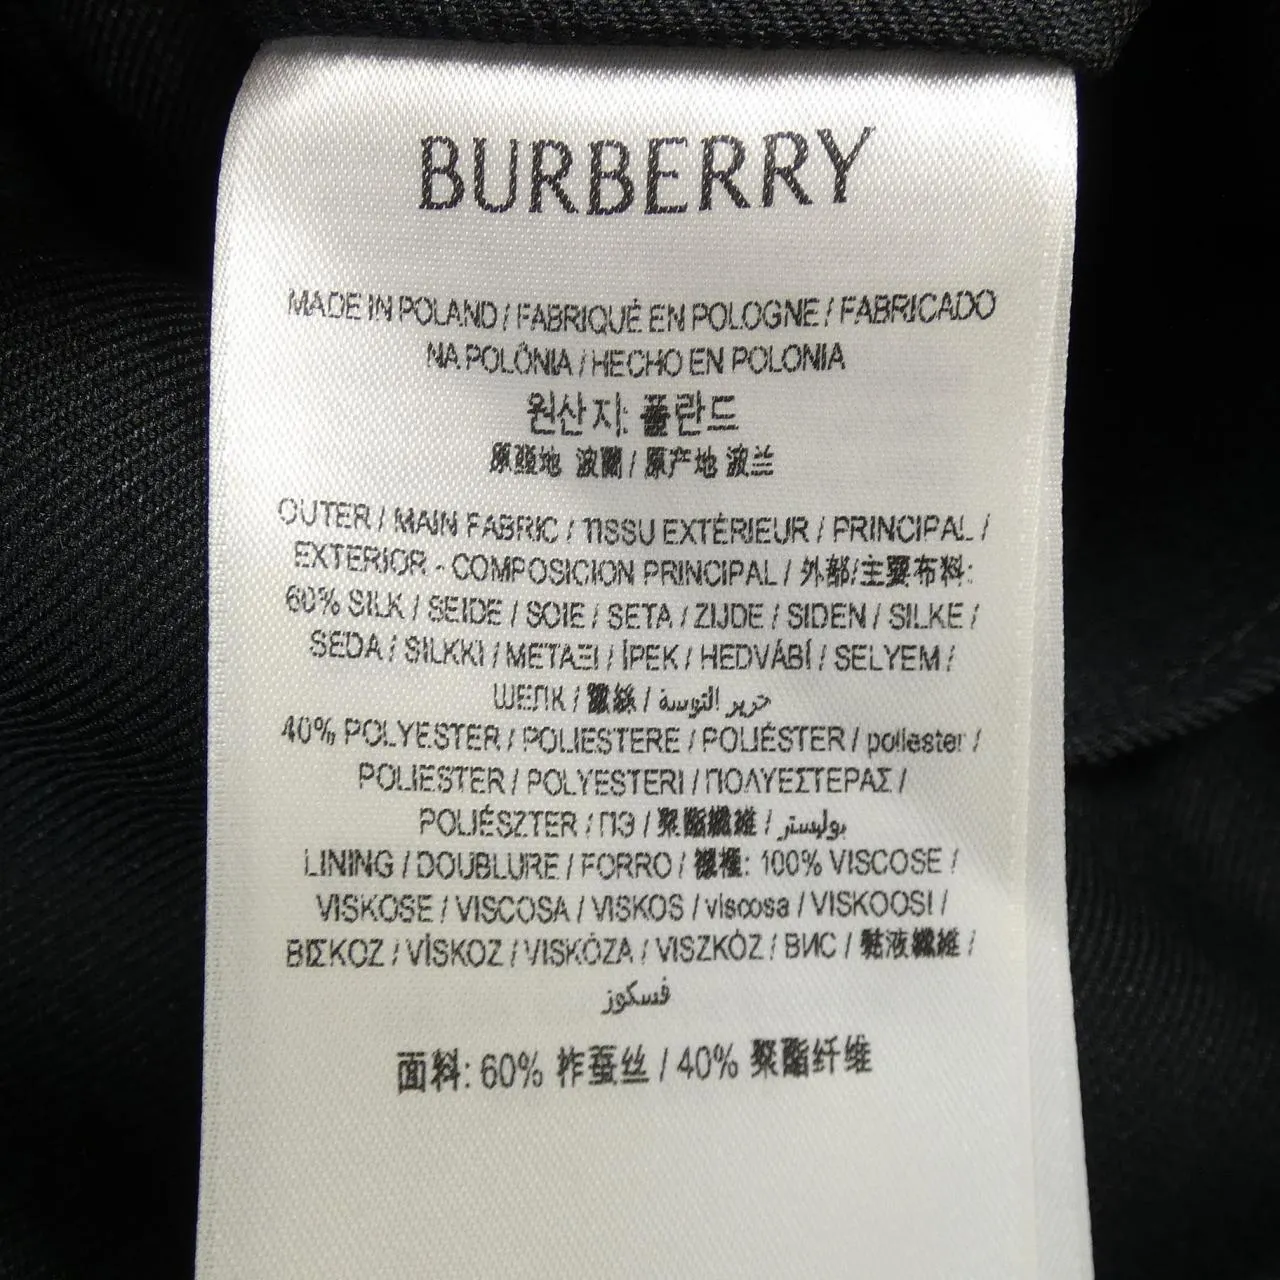 BURBERRY
MADE IN POLAND / FABRIQUÉ EN POLOGNE / FABRICADO
NA POLÔNIA / HECHO EN POLONIA
원산지: 폴란드
原產地 波蘭 / 原产地 波兰
OUTER / MAIN FABRIC / TISSU EXTÉRIEUR / PRINCIPAL /
EXTERIOR - COMPOSICION PRINCIPAL / 外部/主要布料:
60% SILK / SEIDE / SOIE / SETA / ZIJDE / SIDEN / SILKE /
SEDA / SILKKI / ΜΕΤΑΞΙ / İPEK / HEDVÁBÍ / SELYEM /
ШЕЛК / 蠶絲 / حرير التوسة
40% POLYESTER / POLIESTERE / POLIÉSTER / poliester /
POLIESTER / POLYESTERI / ΠΟΛΥΕΣΤΕΡΑΣ /
POLIÉSZTER / ПЭ / 聚酯纖維 / بوليستر
LINING / DOUBLURE / FORRO / 襯裡: 100% VISCOSE /
VISKOSE / VISCOSA / VISKOS / viscosa / VISKOOSI /
ΒΙΣΚΟΖ / VİSKOZ / VISKÓZA / VISZKÓZ / ВИС / 黏液纖維 /
فسكوز
面料: 60% 柞蚕丝 / 40% 聚酯纤维